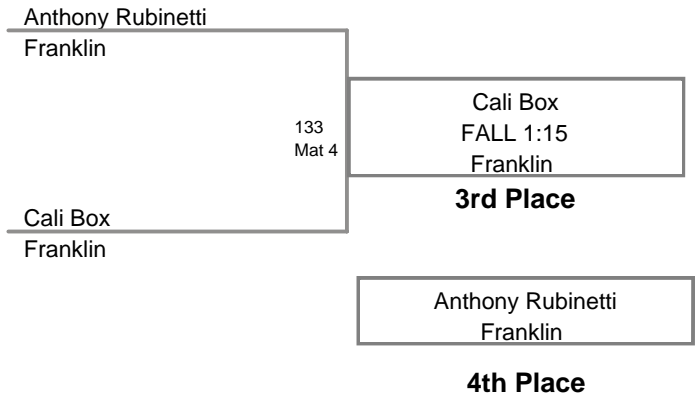 Anthony Rubinetti
Franklin
Cali Box
FALL 1:15
Franklin
3rd Place
133
Mat 4
Cali Box
Franklin
Anthony Rubinetti
Franklin
4th Place